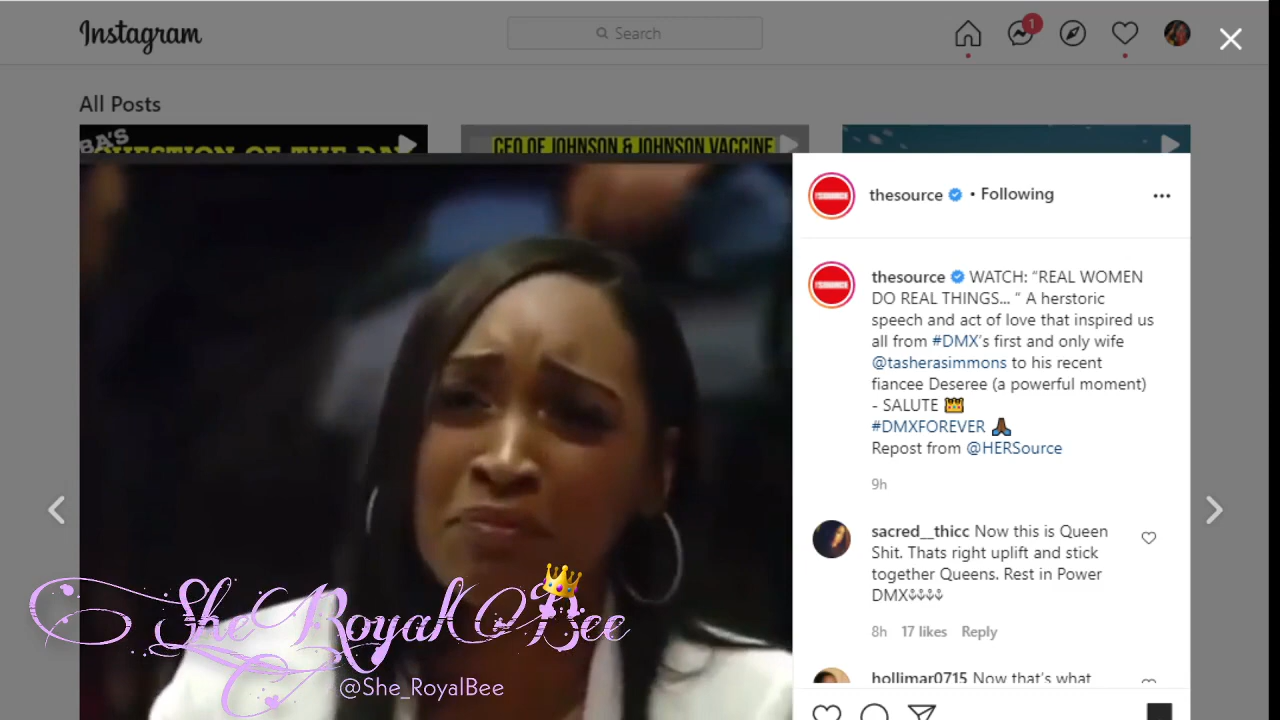 Instagram
Search
1
All Posts
BA'S
QUESTION OF THE DAY
CEO OF JOHNSON & JOHNSON VACCINE
thesource • Following
thesource WATCH: “REAL WOMEN
DO REAL THINGS... “ A herstoric
speech and act of love that inspired us
all from #DMX’s first and only wife
@tasherasimmons to his recent
fiancee Deseree (a powerful moment)
- SALUTE 👑
#DMXFOREVER 🙏🏾
Repost from @HERSource
9h
sacred__thicc Now this is Queen
Shit. Thats right uplift and stick
together Queens. Rest in Power
DMX
8h 17 likes Reply
hollimar0715 Now that's what
SheRoyalBee
@She_RoyalBee